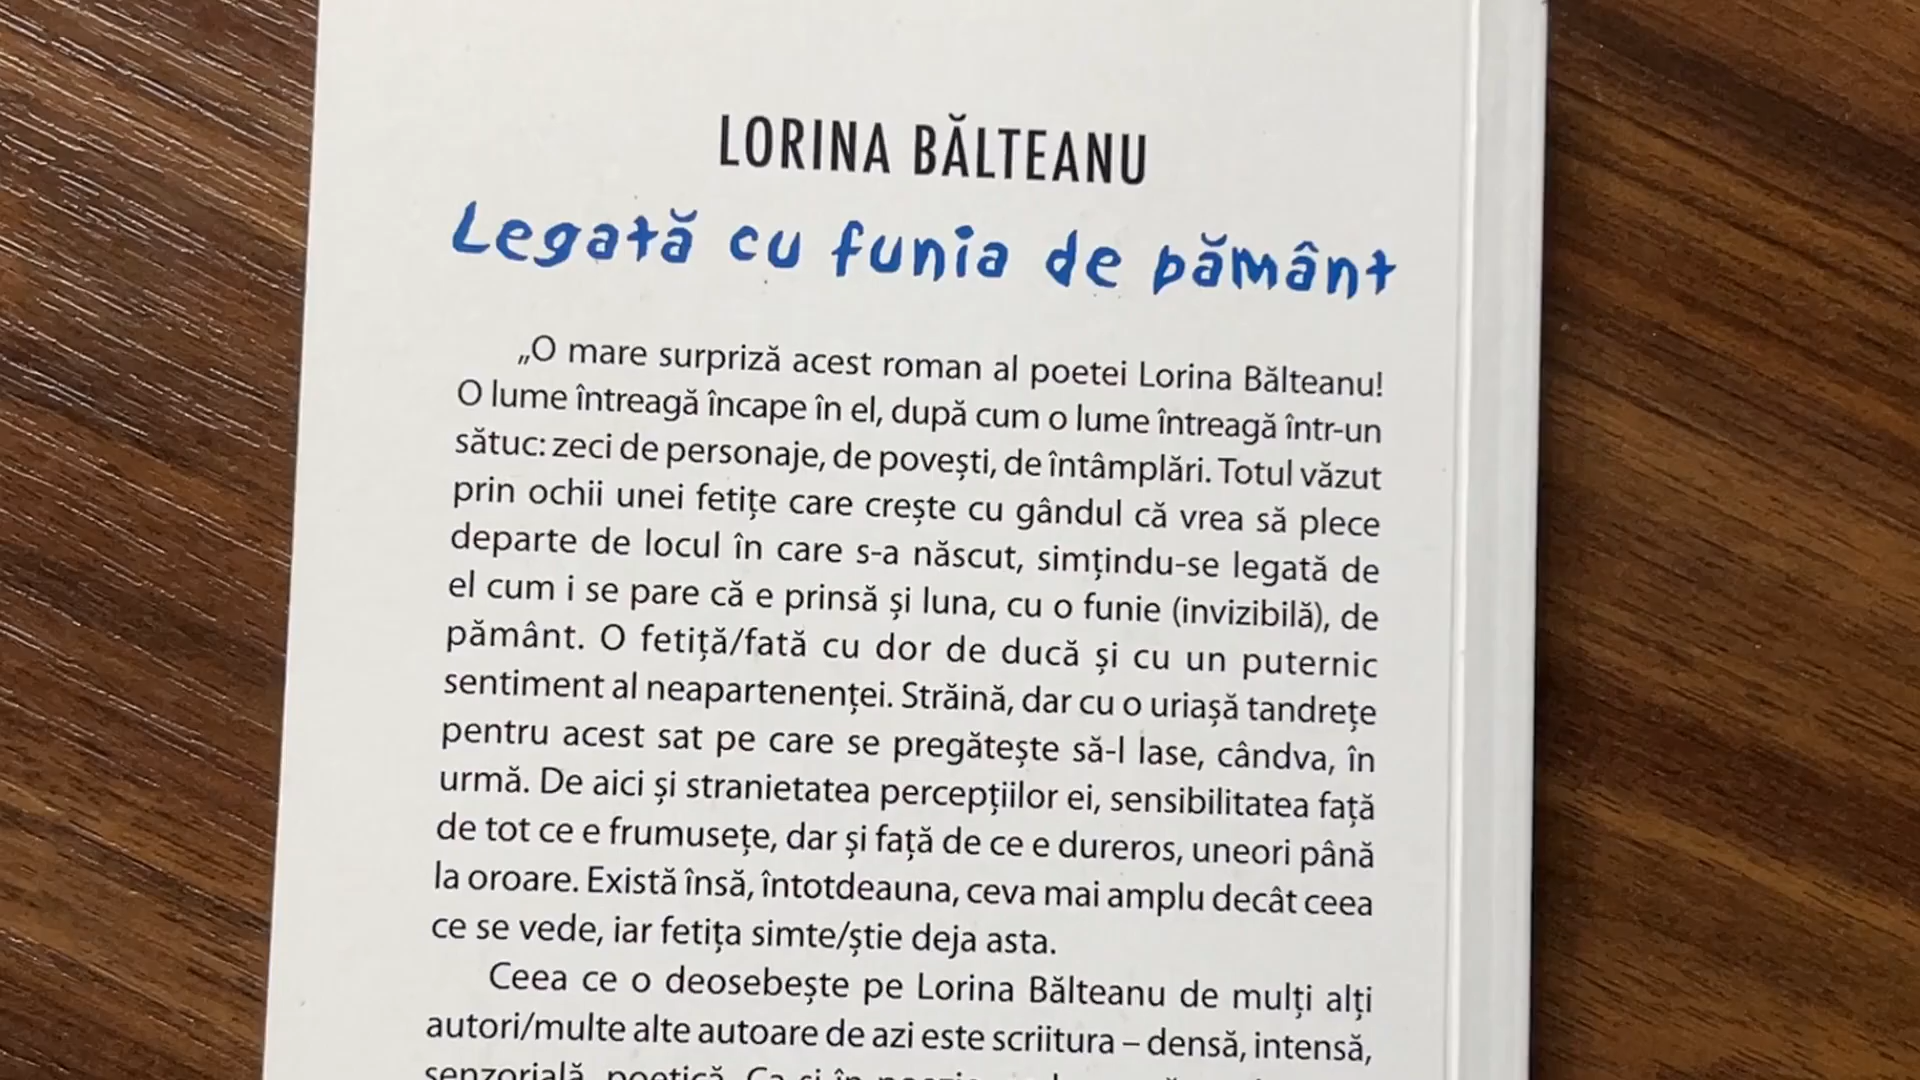 LORINA BĂLTEANU
Legată cu funia de pământ
„O mare surpriză acest roman al poetei Lorina Bălteanu!
O lume întreagă încape în el, după cum o lume întreagă într-un
sătuc: zeci de personaje, de povești, de întâmplări. Totul văzut
prin ochii unei fetițe care crește cu gândul că vrea să plece
departe de locul în care s-a născut, simțindu-se legată de
el cum i se pare că e prinsă și luna, cu o funie (invizibilă), de
pământ. O fetiță/fată cu dor de ducă și cu un puternic
sentiment al neapartenenței. Străină, dar cu o uriașă tandrețe
pentru acest sat pe care se pregătește să-l lase, cândva, în
urmă. De aici și stranietatea percepțiilor ei, sensibilitatea față
de tot ce e frumusețe, dar și față de ce e dureros, uneori până
la oroare. Există însă, întotdeauna, ceva mai amplu decât ceea
ce se vede, iar fetița simte/știe deja asta.
Ceea ce o deosebește pe Lorina Bălteanu de mulți alți
autori/multe alte autoare de azi este scriitura – densă, intensă,
senzorială, poetică. Ca și în